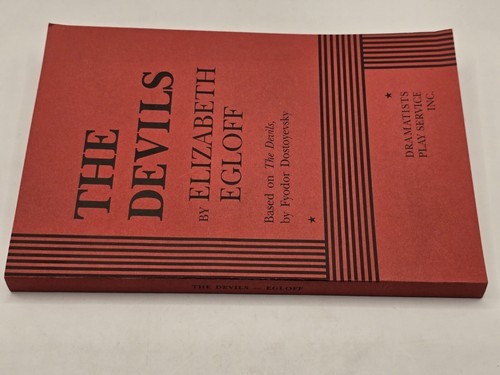 THE
DEVILS
BY ELIZABETH
EGLOFF
Based on The Devils,
by Fyodor Dostoyevsky
DRAMATISTS
PLAY SERVICE
INC.
THE DEVILS — EGLOFF